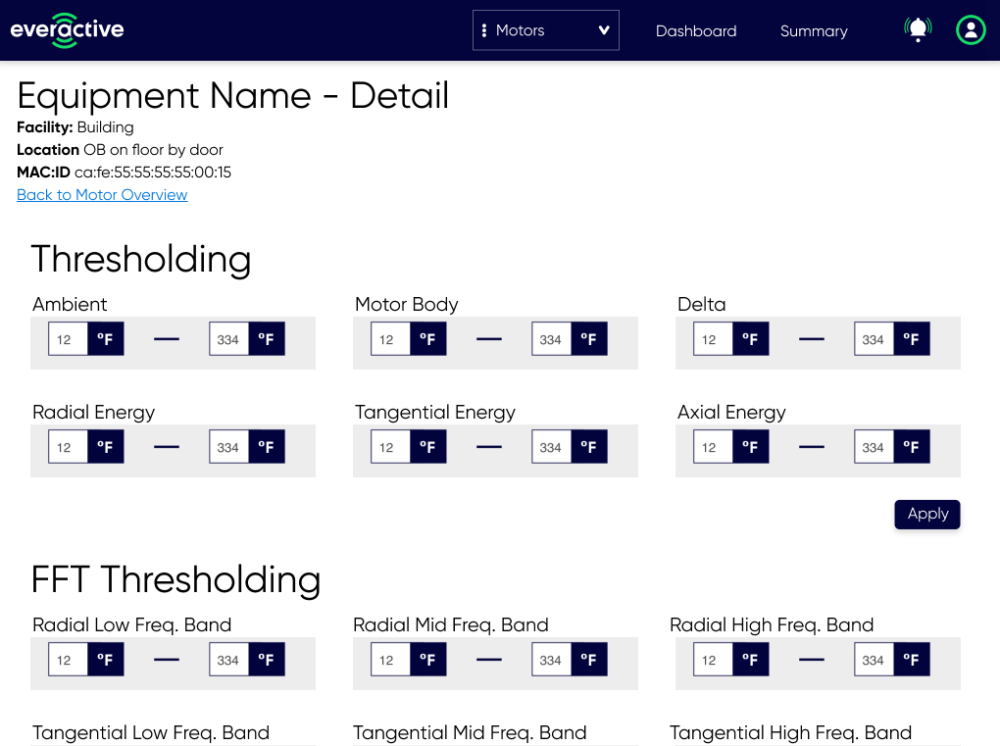 everactive
Motors Dashboard Summary
Equipment Name - Detail
Facility: Building
Location OB on floor by door
MAC:ID ca:fe:55:55:55:55:00:15
Back to Motor Overview
Thresholding
Ambient Motor Body Delta
12 °F — 334 °F 12 °F — 334 °F 12 °F — 334 °F
Radial Energy Tangential Energy Axial Energy
12 °F — 334 °F 12 °F — 334 °F 12 °F — 334 °F
Apply
FFT Thresholding
Radial Low Freq. Band Radial Mid Freq. Band Radial High Freq. Band
12 °F — 334 °F 12 °F — 334 °F 12 °F — 334 °F
Tangential Low Freq. Band Tangential Mid Freq. Band Tangential High Freq. Band